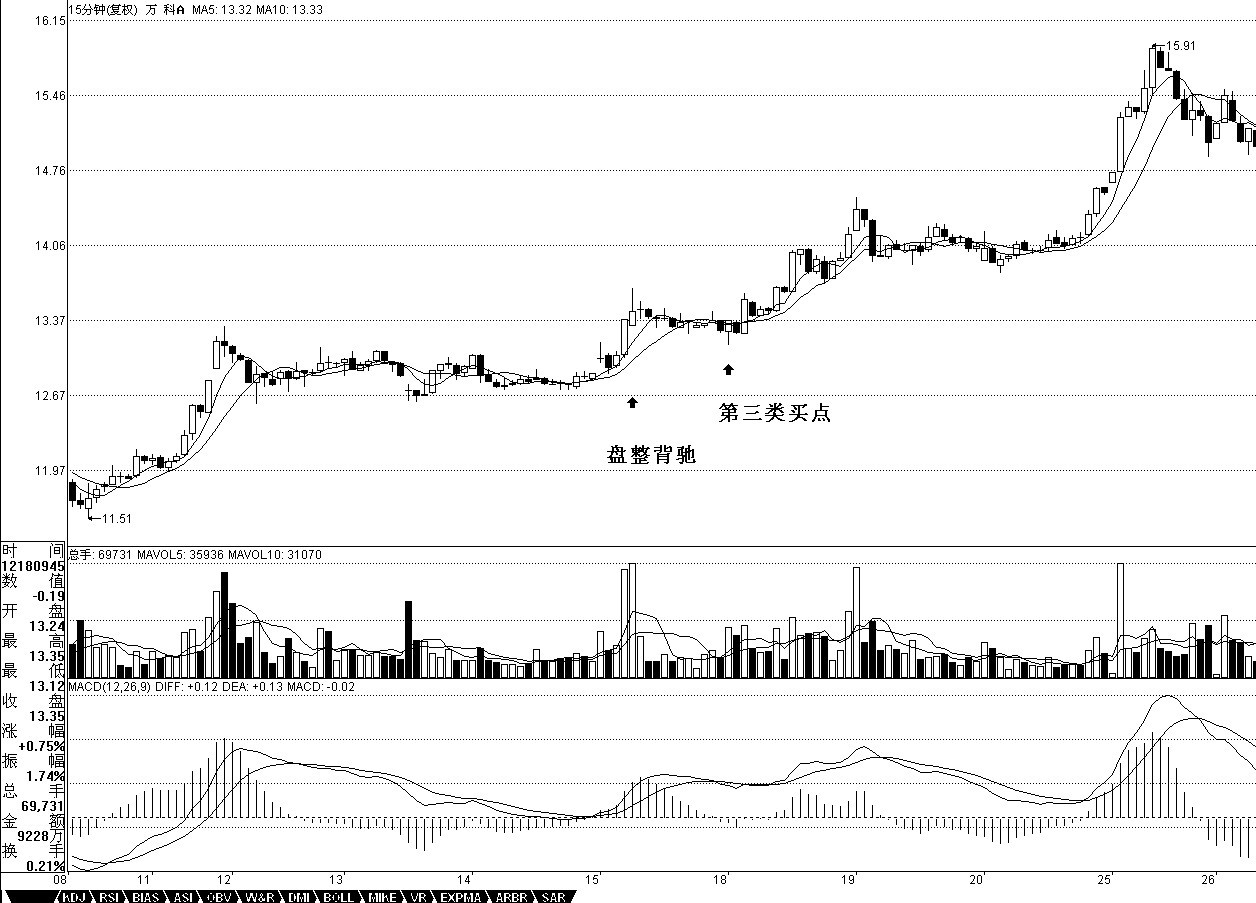 15分钟(复权) 万 科A MA5: 13.32 MA10: 13.33
16.15
15.91
15.46
14.76
14.06
13.37
12.67
第三类买点
盘整背驰
11.97
11.51
时 间
总手: 69731 MAVOL5: 35936 MAVOL10: 31070
12180945
数 值
-0.19
开 盘
13.24
最 高
13.35
最 低
13.12
MACD(12,26,9) DIFF: +0.12 DEA: +0.13 MACD: -0.02
收 盘
13.35
涨 幅
+0.75%
振 幅
1.74%
总 手
69,731
金 额
9228万
换 手
0.21%
08 11 12 13 14 15 18 19 20 25 26
KDJ RSI BIAS ASI OBV W&R DMI BOLL MIKE VR EXPMA ARBR SAR